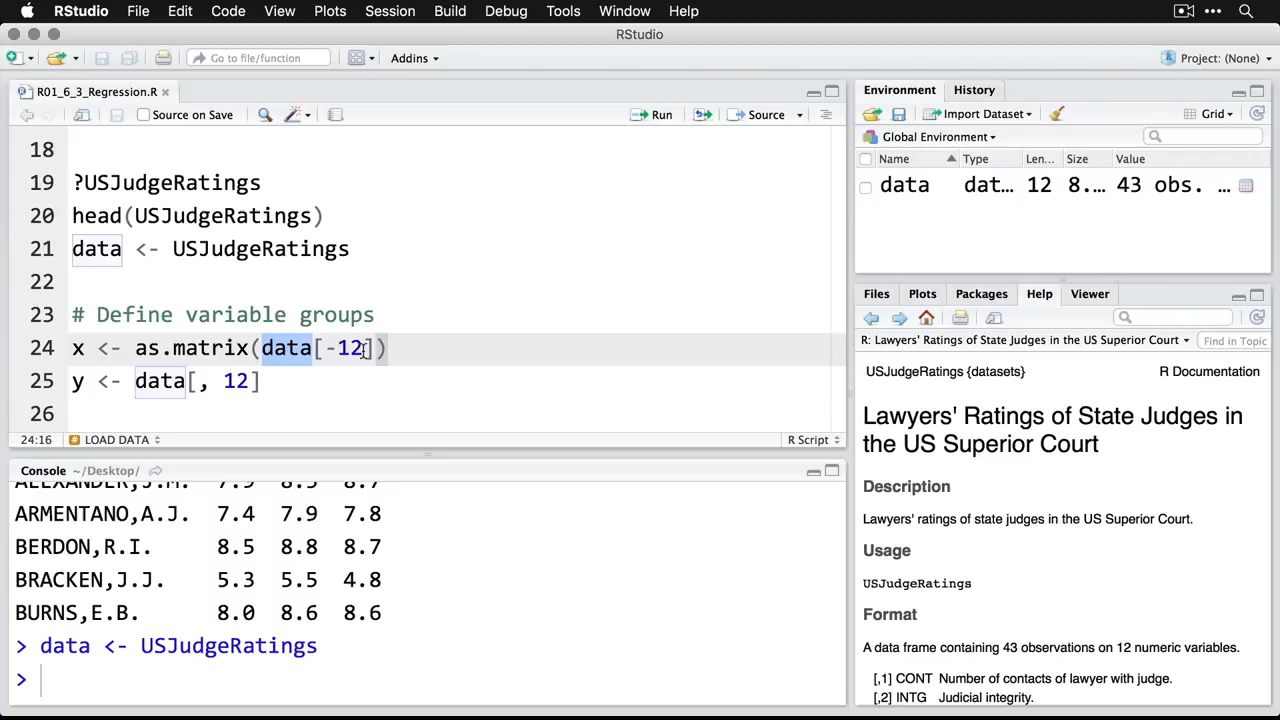 RStudio File Edit Code View Plots Session Build Debug Tools Window Help
RStudio
Go to file/function Addins Project: (None)
R01_6_3_Regression.R
Source on Save Run Source
18
19 ?USJudgeRatings
20 head(USJudgeRatings)
21 data <- USJudgeRatings
22
23 # Define variable groups
24 x <- as.matrix(data[-12])
25 y <- data[, 12]
26
24:16 # LOAD DATA R Script
Console ~/Desktop/
ALEXANDER,J.M. 7.9 8.5 8.7
ARMENTANO,A.J. 7.4 7.9 7.8
BERDON,R.I. 8.5 8.8 8.7
BRACKEN,J.J. 5.3 5.5 4.8
BURNS,E.B. 8.0 8.6 8.6
> data <- USJudgeRatings
>
Environment History
Import Dataset Grid
Global Environment
Name Type Len... Size Value
data dat... 12 8.... 43 obs. ...
Files Plots Packages Help Viewer
R: Lawyers' Ratings of State Judges in the US Superior Court Find in Topic
USJudgeRatings {datasets} R Documentation
Lawyers' Ratings of State Judges in
the US Superior Court
Description
Lawyers' ratings of state judges in the US Superior Court.
Usage
USJudgeRatings
Format
A data frame containing 43 observations on 12 numeric variables.
[,1] CONT Number of contacts of lawyer with judge.
[,2] INTG Judicial integrity.